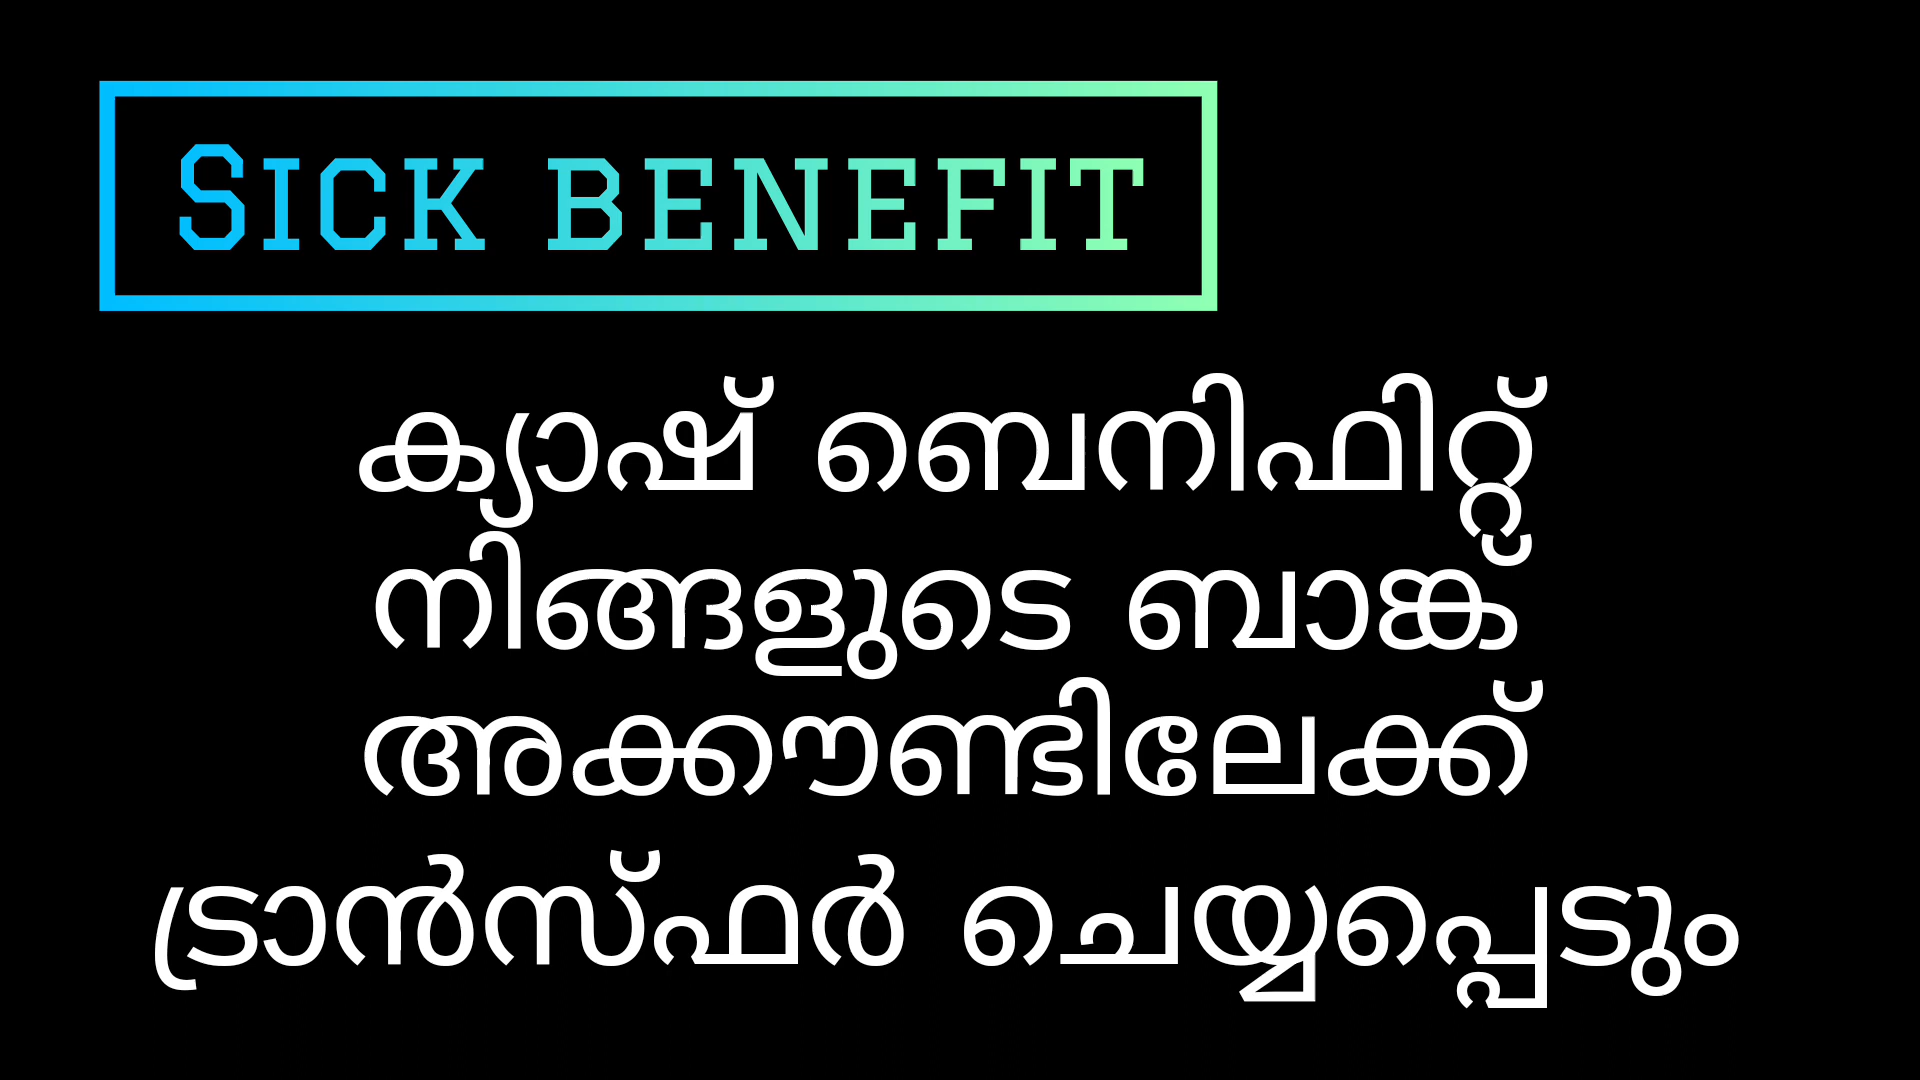 SICK BENEFIT
ക്യാഷ് ബെനിഫിറ്റ്
നിങ്ങളുടെ ബാങ്ക്
അക്കൗണ്ടിലേക്ക്
ട്രാൻസ്ഫർ ചെയ്യപ്പെടും